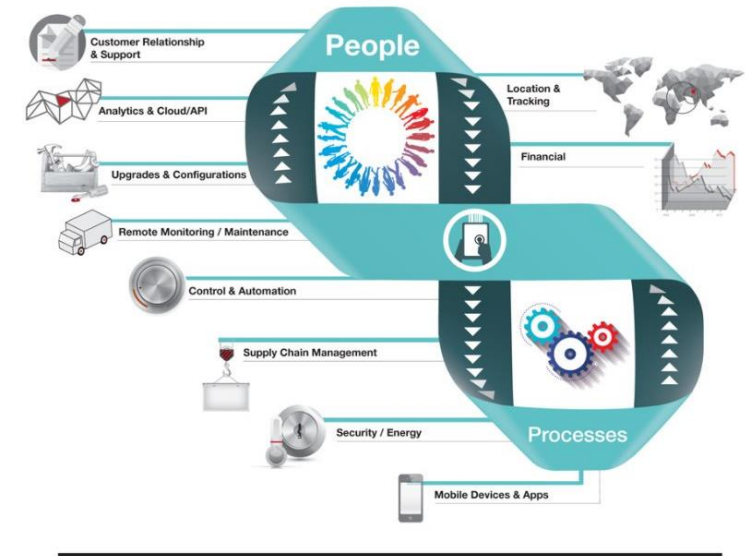 People
Customer Relationship
& Support
Location &
Tracking
Analytics & Cloud/API
Financial
Upgrades & Configurations
Remote Monitoring / Maintenance
Control & Automation
Supply Chain Management
Security / Energy
Processes
Mobile Devices & Apps